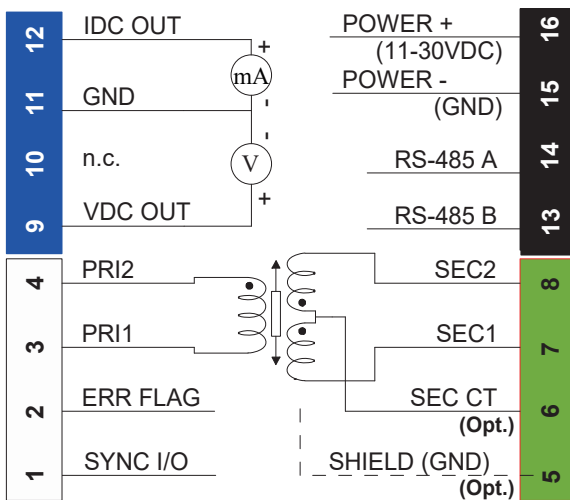 12 IDC OUT + POWER + 16
mA (11-30VDC)
11 GND - POWER - 15
(GND)
10 n.c. - V RS-485 A 14
9 VDC OUT + RS-485 B 13
4 PRI2 SEC2 8
3 PRI1 SEC1 7
2 ERR FLAG SEC CT 6
(Opt.)
1 SYNC I/O SHIELD (GND) 5
(Opt.)